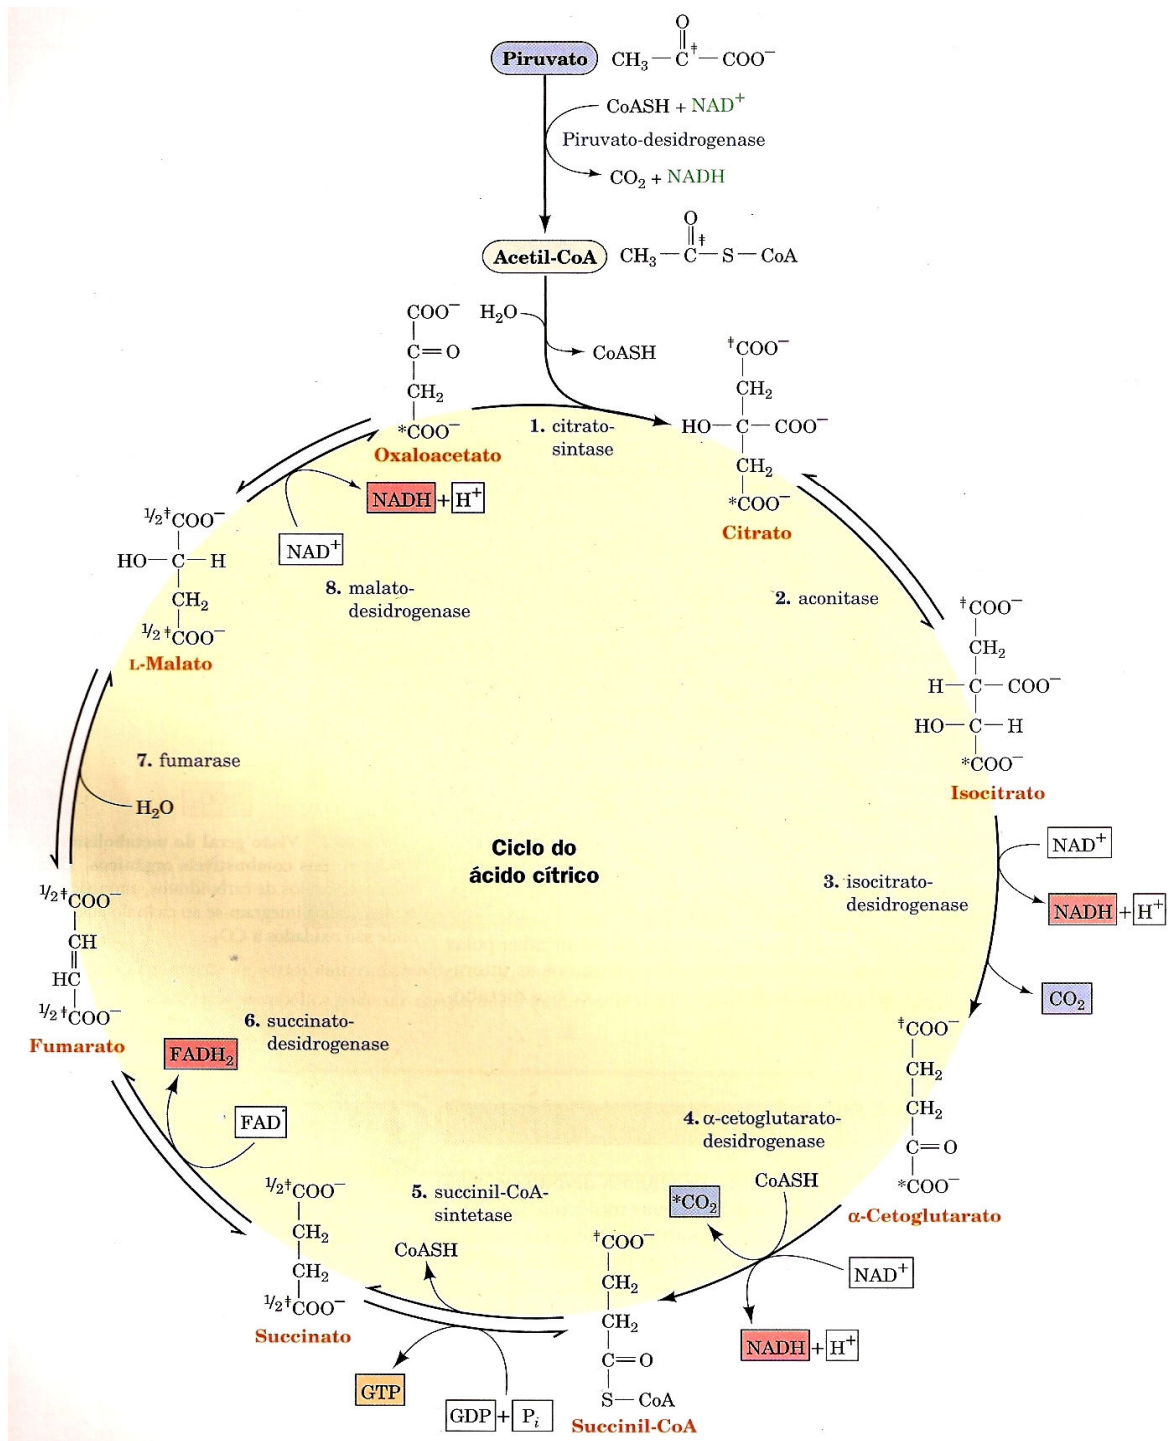 Piruvato
O
CH₃—C‡—COO⁻
CoASH + NAD⁺
Piruvato-desidrogenase
CO₂ + NADH
Acetil-CoA
O
CH₃—C‡—S—CoA
H₂O
CoASH
COO⁻
C=O
CH₂
*COO⁻
Oxaloacetato
1. citrato-
sintase
‡COO⁻
CH₂
HO—C—COO⁻
CH₂
*COO⁻
Citrato
2. aconitase
‡COO⁻
CH₂
H—C—COO⁻
HO—C—H
*COO⁻
Isocitrato
3. isocitrato-
desidrogenase
NAD⁺
NADH + H⁺
CO₂
‡COO⁻
CH₂
CH₂
C=O
*COO⁻
α-Cetoglutarato
4. α-cetoglutarato-
desidrogenase
CoASH
*CO₂
NAD⁺
NADH + H⁺
‡COO⁻
CH₂
CH₂
C=O
S—CoA
Succinil-CoA
5. succinil-CoA-
sintetase
CoASH
GTP
GDP + Pi
½‡COO⁻
CH₂
CH₂
½‡COO⁻
Succinato
6. succinato-
desidrogenase
FADH₂
FAD
½‡COO⁻
CH
HC
½‡COO⁻
Fumarato
7. fumarase
H₂O
½‡COO⁻
HO—C—H
CH₂
½‡COO⁻
L-Malato
8. malato-
desidrogenase
NAD⁺
NADH + H⁺
Ciclo do
ácido cítrico